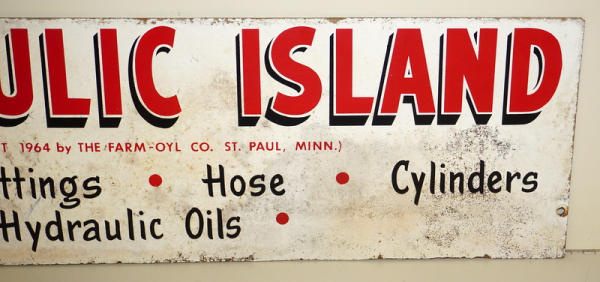 ULIC ISLAND
T 1964 by THE FARM-OYL CO. ST. PAUL, MINN.)
ttings • Hose • Cylinders
Hydraulic Oils •